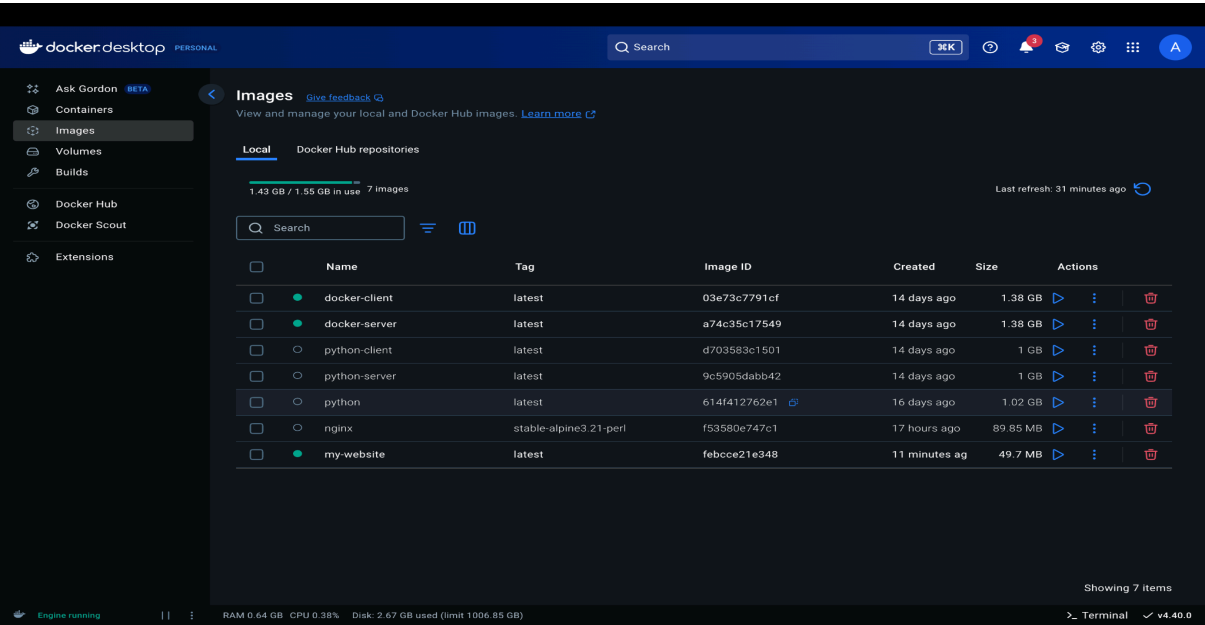 docker.desktop PERSONAL Search ⌘K 3 A
Ask Gordon BETA
Containers
Images
Volumes
Builds
Docker Hub
Docker Scout
Extensions
Images Give feedback
View and manage your local and Docker Hub images. Learn more
Local Docker Hub repositories
1.43 GB / 1.55 GB in use 7 images Last refresh: 31 minutes ago
Search
Name Tag Image ID Created Size Actions
docker-client latest 03e73c7791cf 14 days ago 1.38 GB
docker-server latest a74c35c17549 14 days ago 1.38 GB
python-client latest d703583c1501 14 days ago 1 GB
python-server latest 9c5905dabb42 14 days ago 1 GB
python latest 614f412762e1 16 days ago 1.02 GB
nginx stable-alpine3.21-perl f53580e747c1 17 hours ago 89.85 MB
my-website latest febcce21e348 11 minutes ag 49.7 MB
Showing 7 items
Engine running RAM 0.64 GB CPU 0.38% Disk: 2.67 GB used (limit 1006.85 GB) >_ Terminal ✓ v4.40.0